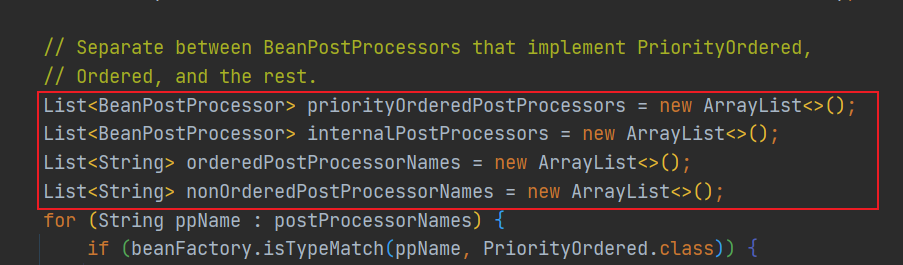 // Separate between BeanPostProcessors that implement PriorityOrdered,
// Ordered, and the rest.
List<BeanPostProcessor> priorityOrderedPostProcessors = new ArrayList<>();
List<BeanPostProcessor> internalPostProcessors = new ArrayList<>();
List<String> orderedPostProcessorNames = new ArrayList<>();
List<String> nonOrderedPostProcessorNames = new ArrayList<>();
for (String ppName : postProcessorNames) {
if (beanFactory.isTypeMatch(ppName, PriorityOrdered.class)) {